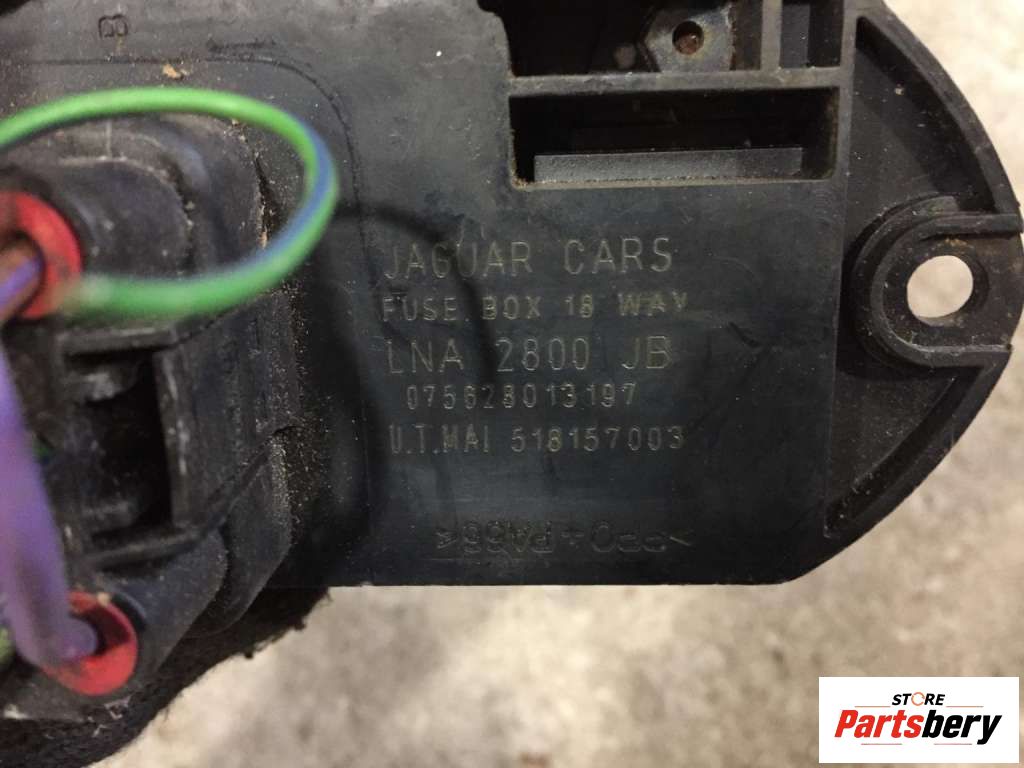 JAGUAR CARS
FUSE BOX 18 WAY
LNA 2800 JB
075628013197
U.T.MAI 518157003
STORE
Partsbery